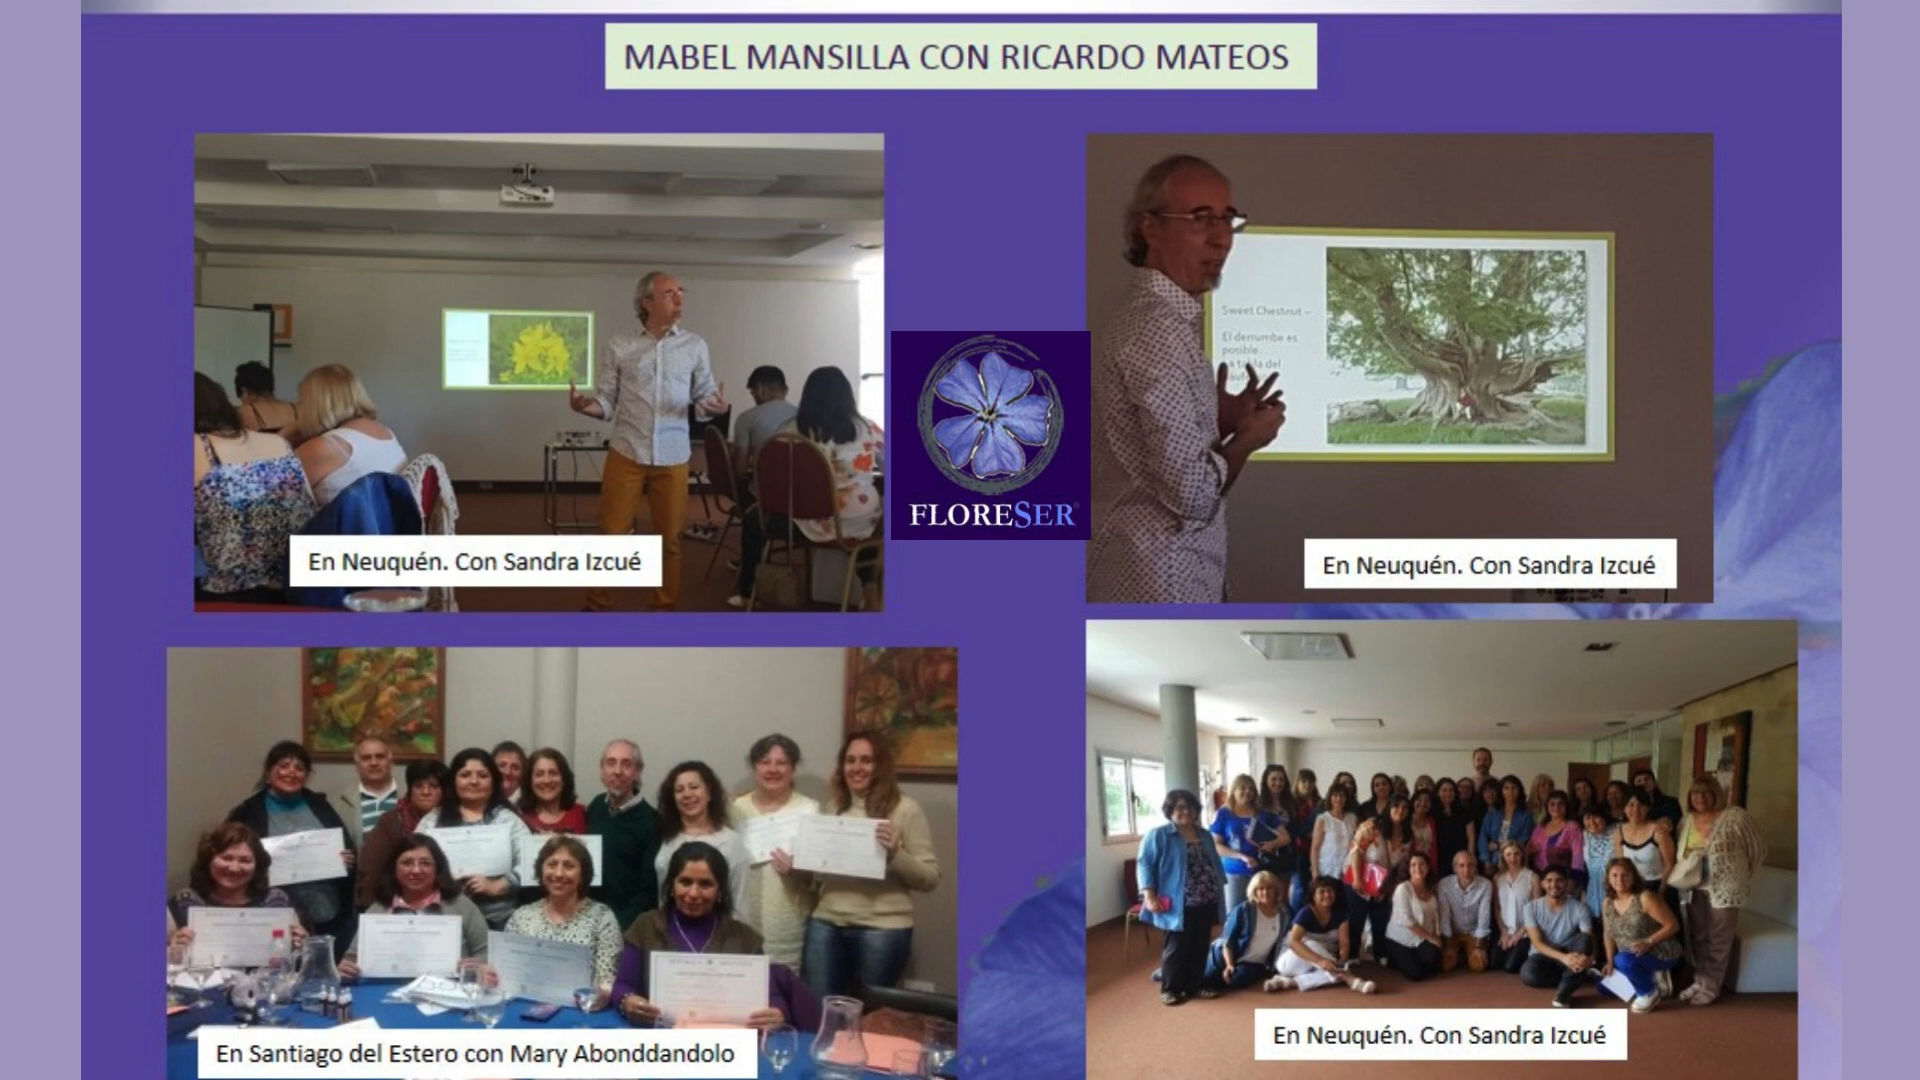 MABEL MANSILLA CON RICARDO MATEOS
Sweet Chestnut –
El derrumbe es
posible.
FLORESER
En Neuquén. Con Sandra Izcué
En Neuquén. Con Sandra Izcué
En Santiago del Estero con Mary Abonddandolo
En Neuquén. Con Sandra Izcué